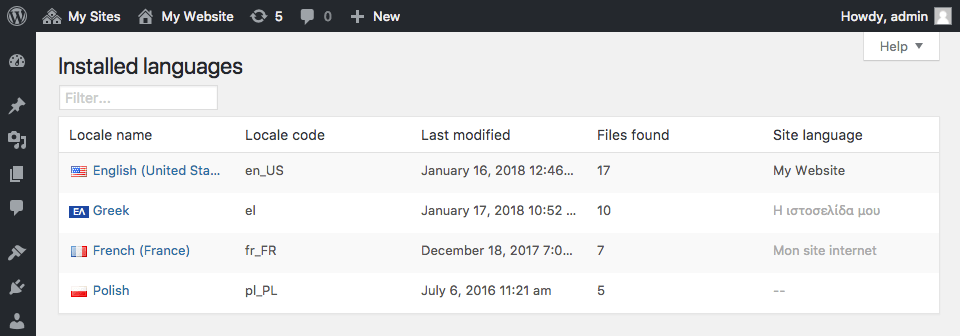 My Sites My Website 5 0 New Howdy, admin
Help
Installed languages
Filter...
Locale name Locale code Last modified Files found Site language
English (United Sta... en_US January 16, 2018 12:46... 17 My Website
ΕΛ Greek el January 17, 2018 10:52 ... 10 Η ιστοσελίδα μου
French (France) fr_FR December 18, 2017 7:0... 7 Mon site internet
Polish pl_PL July 6, 2016 11:21 am 5 --